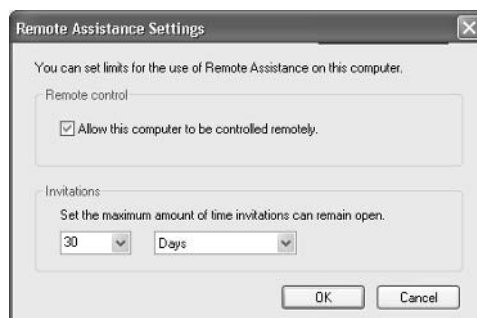 Remote Assistance Settings
You can set limits for the use of Remote Assistance on this computer.
Remote control
Allow this computer to be controlled remotely.
Invitations
Set the maximum amount of time invitations can remain open.
30 Days
OK Cancel